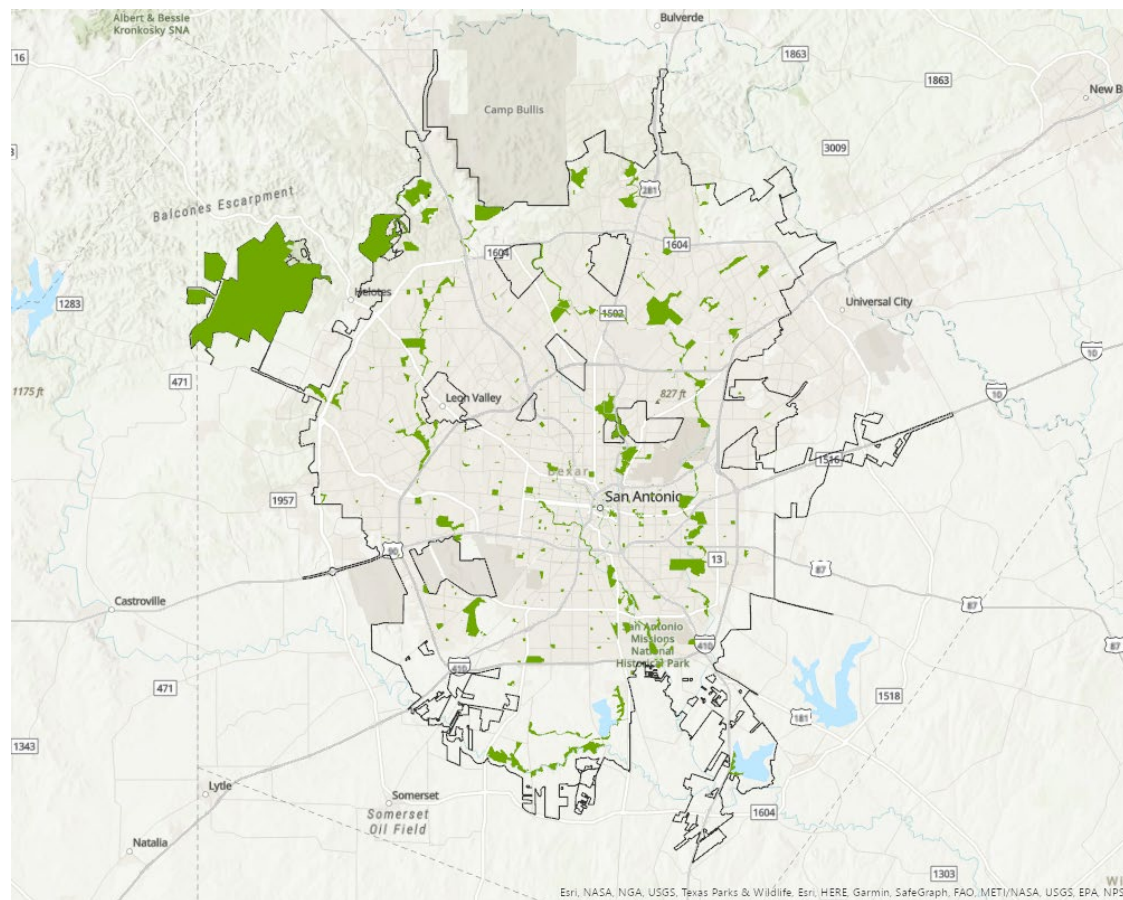 Albert & Bessie
Kronkosky SNA
Bulverde
16
1863
1863
New B
Camp Bullis
3009
281
Balcones Escarpment
1604
1604
1283
Helotes
1502
Universal City
10
471
1175 ft
10
Leon Valley
827 ft
1516
Bexar
San Antonio
1957
90
13
87
Castroville
87
San Antonio
Missions
National
Historical Park
410
87
410
471
1518
181
1343
Lytle
Somerset
Somerset
Oil Field
1604
Natalia
1303
Wi
Esri, NASA, NGA, USGS, Texas Parks & Wildlife, Esri, HERE, Garmin, SafeGraph, FAO, METI/NASA, USGS, EPA, NPS